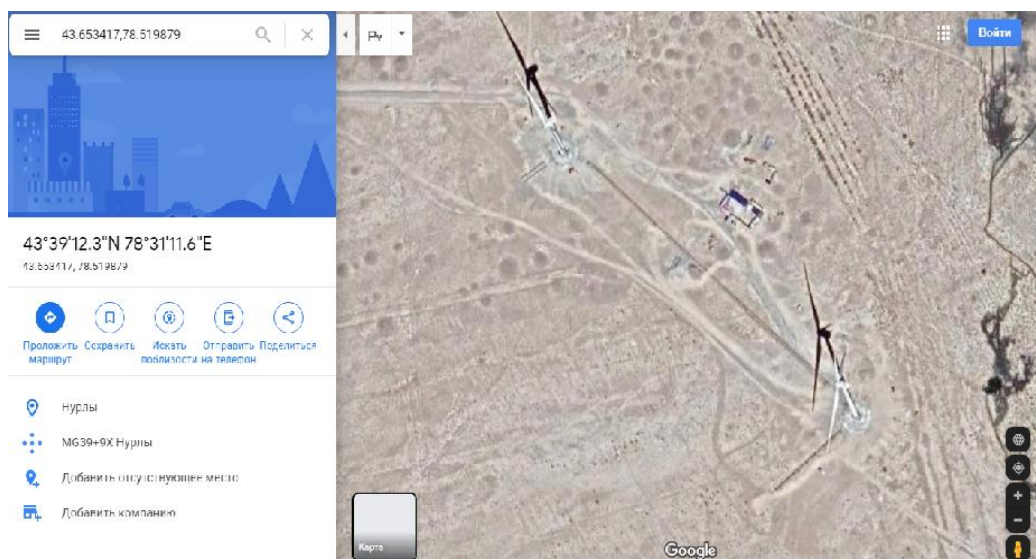 43.653417,78.519879
Войти
43°39'12.3"N 78°31'11.6"E
43.653417, 78.519879
Проложить маршрут
Сохранить
Искать поблизости
Отправить на телефон
Поделиться
Нурлы
MG39+9X Нурлы
Добавить отсутствующее место
Добавить компанию
Карта
Google